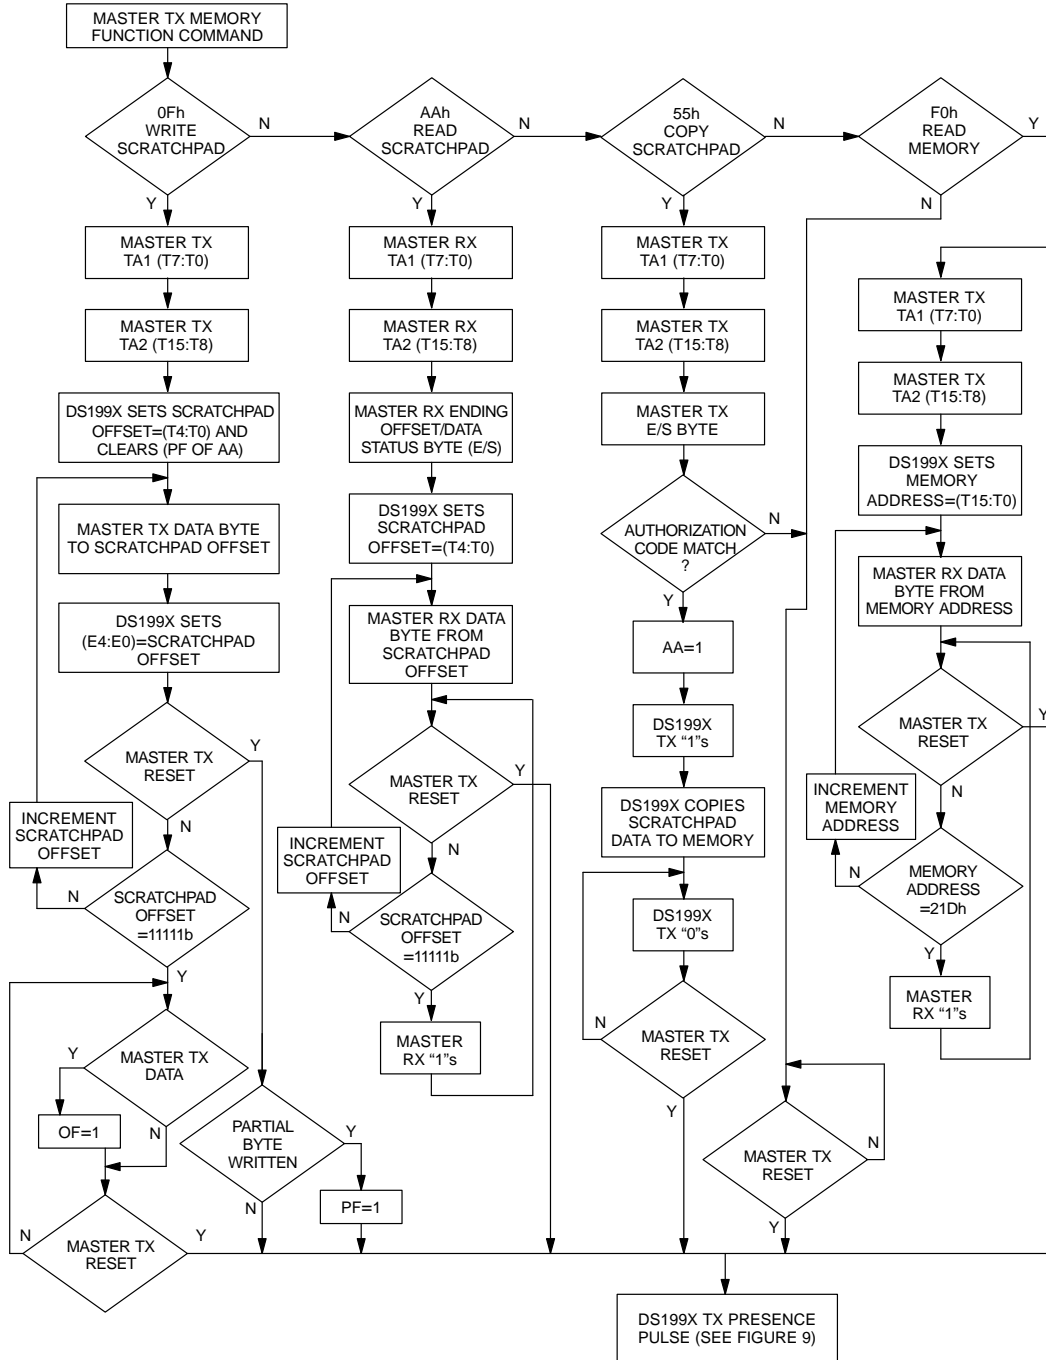 MASTER TX MEMORY
FUNCTION COMMAND
0Fh
WRITE
SCRATCHPAD
N
Y
AAh
READ
SCRATCHPAD
N
Y
55h
COPY
SCRATCHPAD
N
Y
F0h
READ
MEMORY
Y
N
MASTER TX
TA1 (T7:T0)
MASTER TX
TA2 (T15:T8)
DS199X SETS SCRATCHPAD
OFFSET=(T4:T0) AND
CLEARS (PF OF AA)
MASTER TX DATA BYTE
TO SCRATCHPAD OFFSET
DS199X SETS
(E4:E0)=SCRATCHPAD
OFFSET
MASTER TX
RESET
Y
N
INCREMENT
SCRATCHPAD
OFFSET
N
SCRATCHPAD
OFFSET
=11111b
Y
MASTER TX
DATA
Y
N
OF=1
MASTER TX
RESET
N
Y
PARTIAL
BYTE
WRITTEN
Y
N
PF=1
MASTER RX
TA1 (T7:T0)
MASTER RX
TA2 (T15:T8)
MASTER RX ENDING
OFFSET/DATA
STATUS BYTE (E/S)
DS199X SETS
SCRATCHPAD
OFFSET=(T4:T0)
MASTER RX DATA
BYTE FROM
SCRATCHPAD
OFFSET
MASTER TX
RESET
Y
N
INCREMENT
SCRATCHPAD
OFFSET
N
SCRATCHPAD
OFFSET
=11111b
Y
MASTER
RX “1”s
MASTER TX
TA1 (T7:T0)
MASTER TX
TA2 (T15:T8)
MASTER TX
E/S BYTE
AUTHORIZATION
CODE MATCH
?
N
Y
AA=1
DS199X
TX “1”s
DS199X COPIES
SCRATCHPAD
DATA TO MEMORY
DS199X
TX “0”s
MASTER TX
RESET
N
Y
MASTER TX
RESET
N
Y
MASTER TX
TA1 (T7:T0)
MASTER TX
TA2 (T15:T8)
DS199X SETS
MEMORY
ADDRESS=(T15:T0)
MASTER RX DATA
BYTE FROM
MEMORY ADDRESS
MASTER TX
RESET
Y
N
INCREMENT
MEMORY
ADDRESS
N
MEMORY
ADDRESS
=21Dh
Y
MASTER
RX “1”s
DS199X TX PRESENCE
PULSE (SEE FIGURE 9)